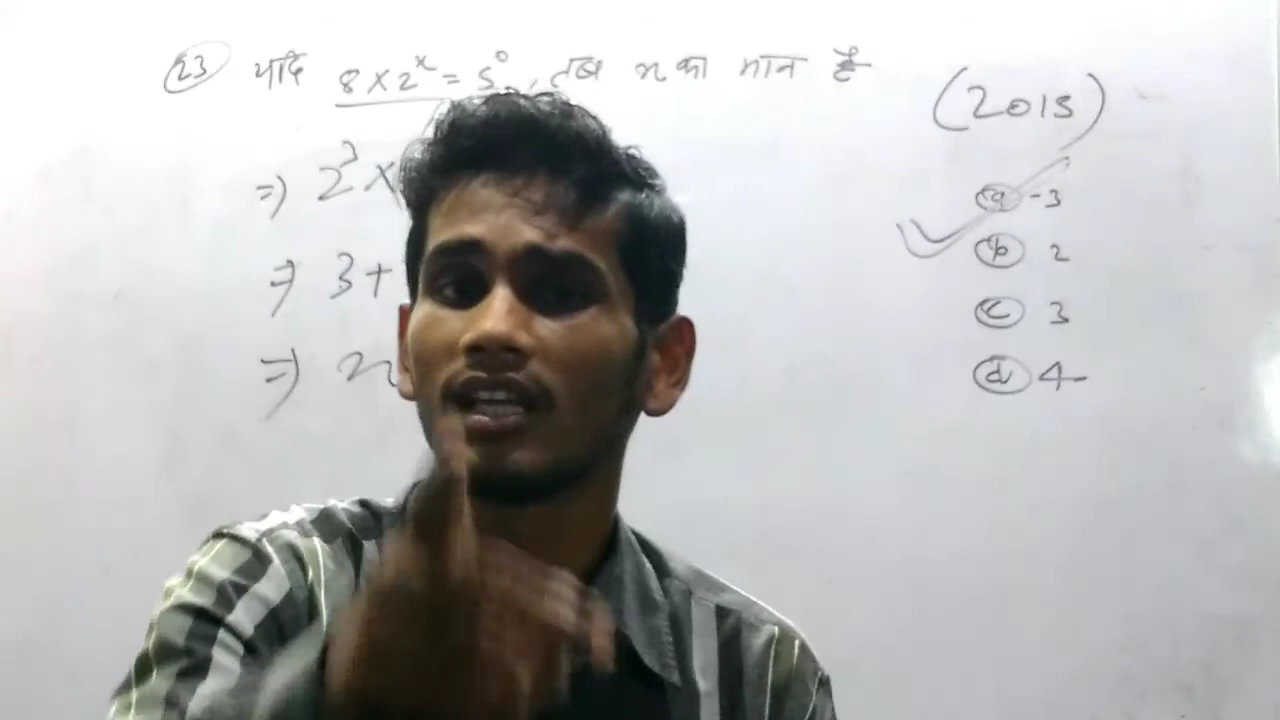 (23) यदि 8 × 2ˣ = 5⁰, तब x का मान है
(2015)
⇒ 2³ ×
⇒ 3 +
⇒ x
(a) -3
(b) 2
(c) 3
(d) 4